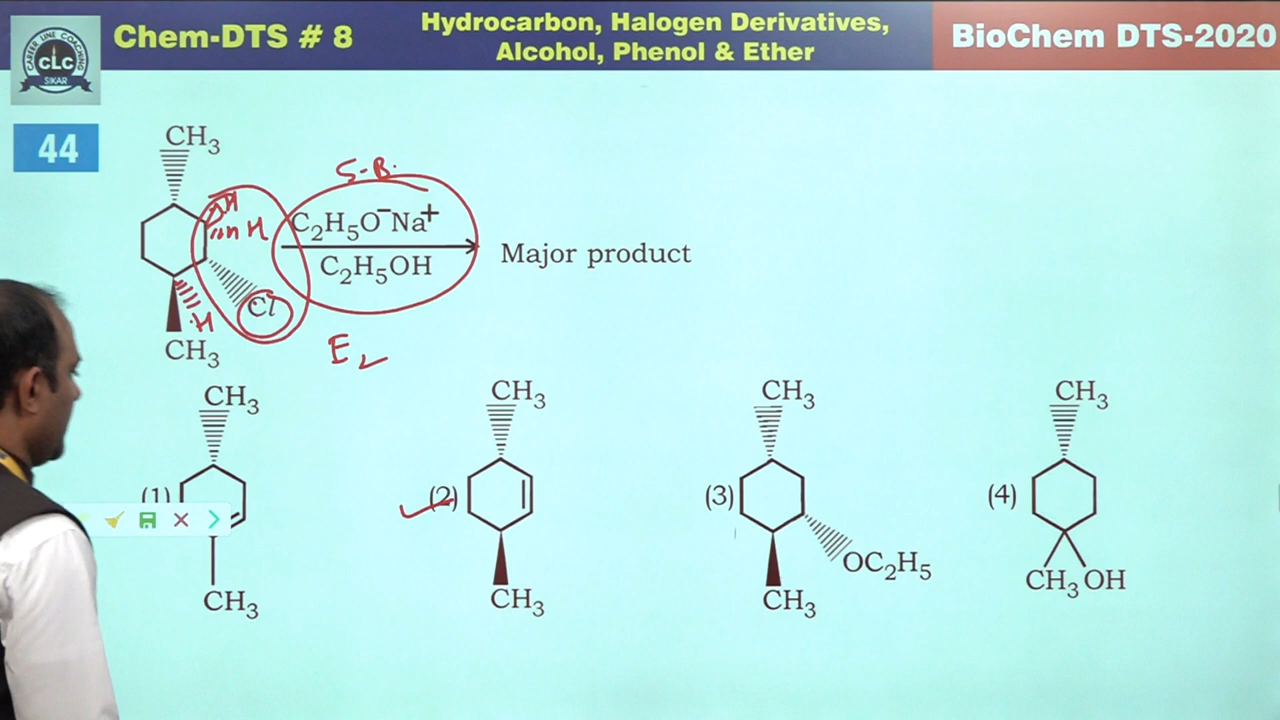 CAREER LINE COACHING
CLC
SIKAR
Chem-DTS # 8
Hydrocarbon, Halogen Derivatives,
Alcohol, Phenol & Ether
BioChem DTS-2020
44
CH₃
H
H
Cl
H
CH₃
S-B.
C₂H₅O⁻Na⁺
C₂H₅OH
Major product
E₂
(1)
CH₃
CH₃
(2)
CH₃
CH₃
(3)
CH₃
OC₂H₅
CH₃
(4)
CH₃
CH₃ OH